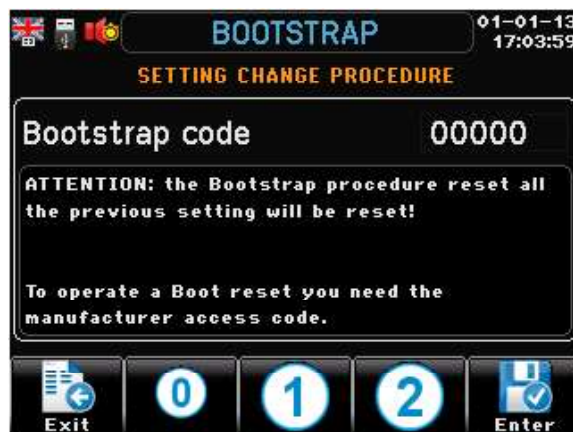 BOOTSTRAP
01-01-13
17:03:59
SETTING CHANGE PROCEDURE
Bootstrap code 00000
ATTENTION: the Bootstrap procedure reset all
the previous setting will be reset!
To operate a Boot reset you need the
manufacturer access code.
0 1 2
Exit Enter